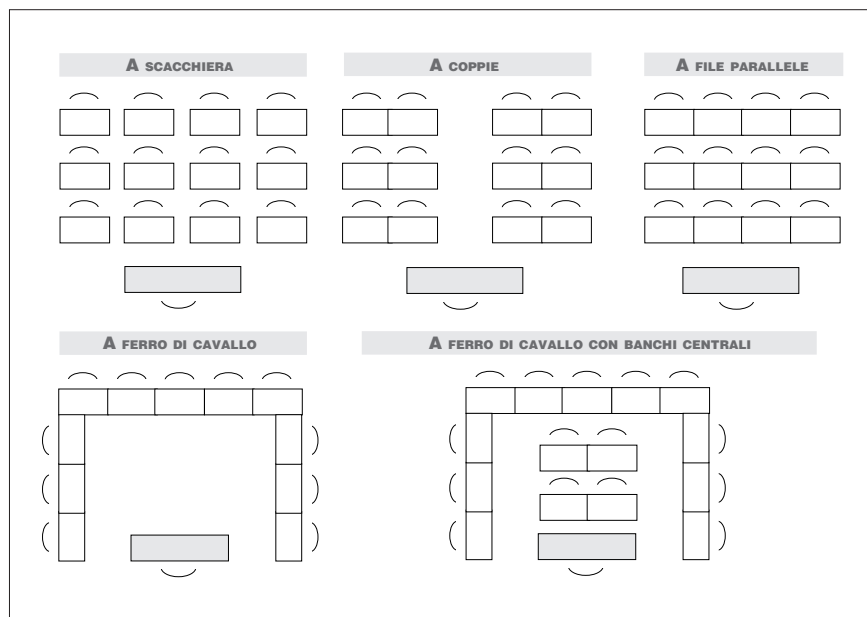 A SCACCHIERA
A COPPIE
A FILE PARALLELE
A FERRO DI CAVALLO
A FERRO DI CAVALLO CON BANCHI CENTRALI